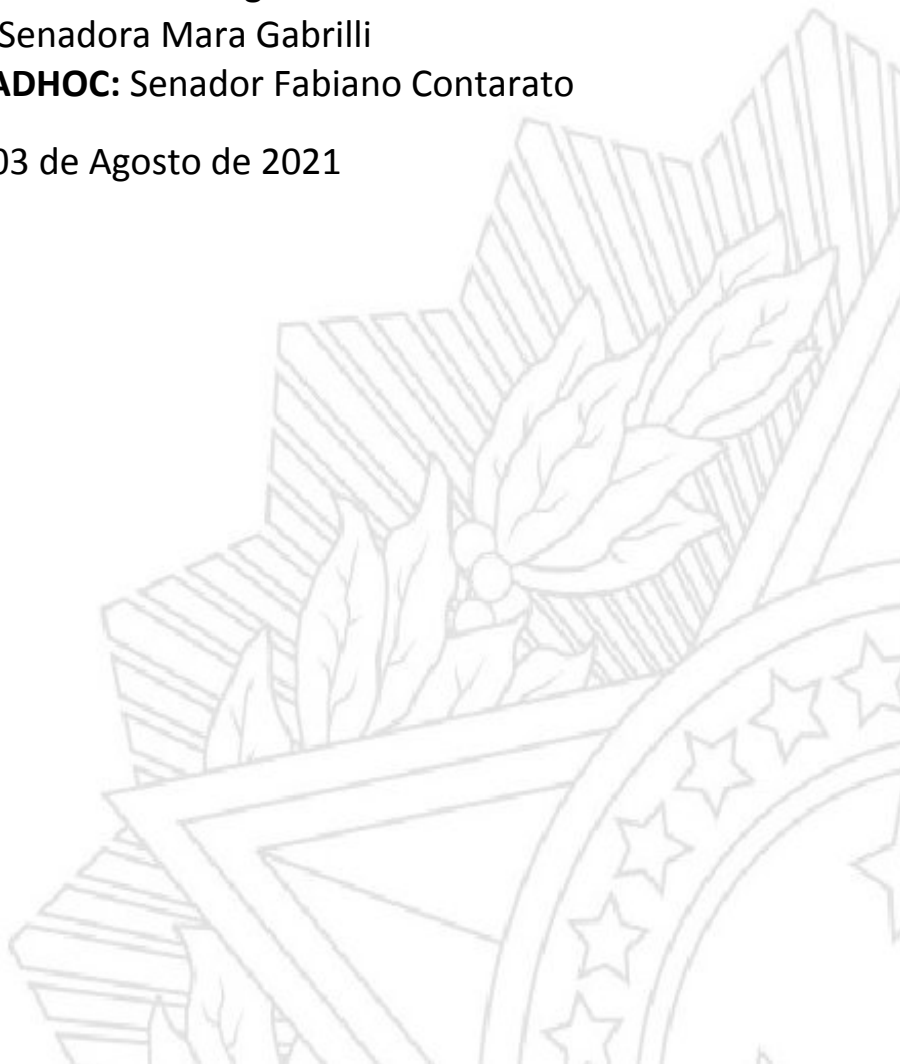 Senadora Mara Gabrilli
ADHOC: Senador Fabiano Contarato
03 de Agosto de 2021